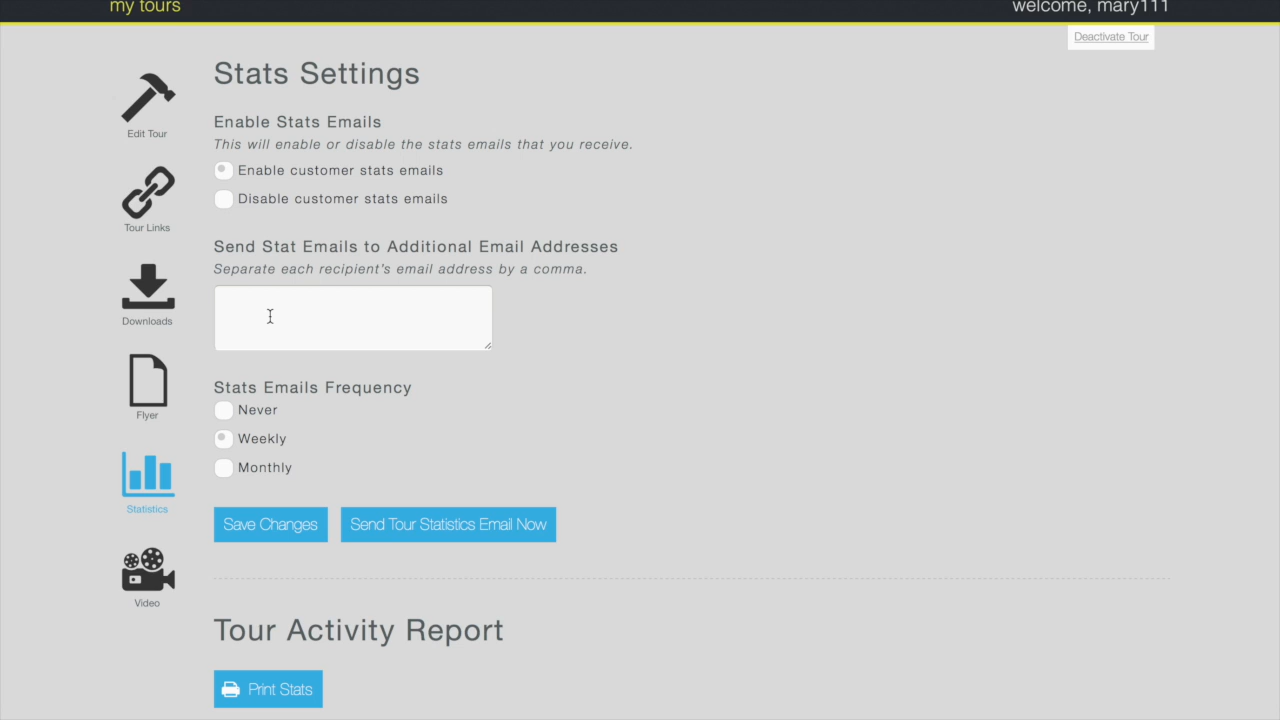 my tours
welcome, mary111
Deactivate Tour
Stats Settings
Edit Tour
Enable Stats Emails
This will enable or disable the stats emails that you receive.
Enable customer stats emails
Disable customer stats emails
Tour Links
Send Stat Emails to Additional Email Addresses
Separate each recipient's email address by a comma.
Downloads
Stats Emails Frequency
Never
Flyer
Weekly
Monthly
Statistics
Save Changes
Send Tour Statistics Email Now
Video
Tour Activity Report
Print Stats